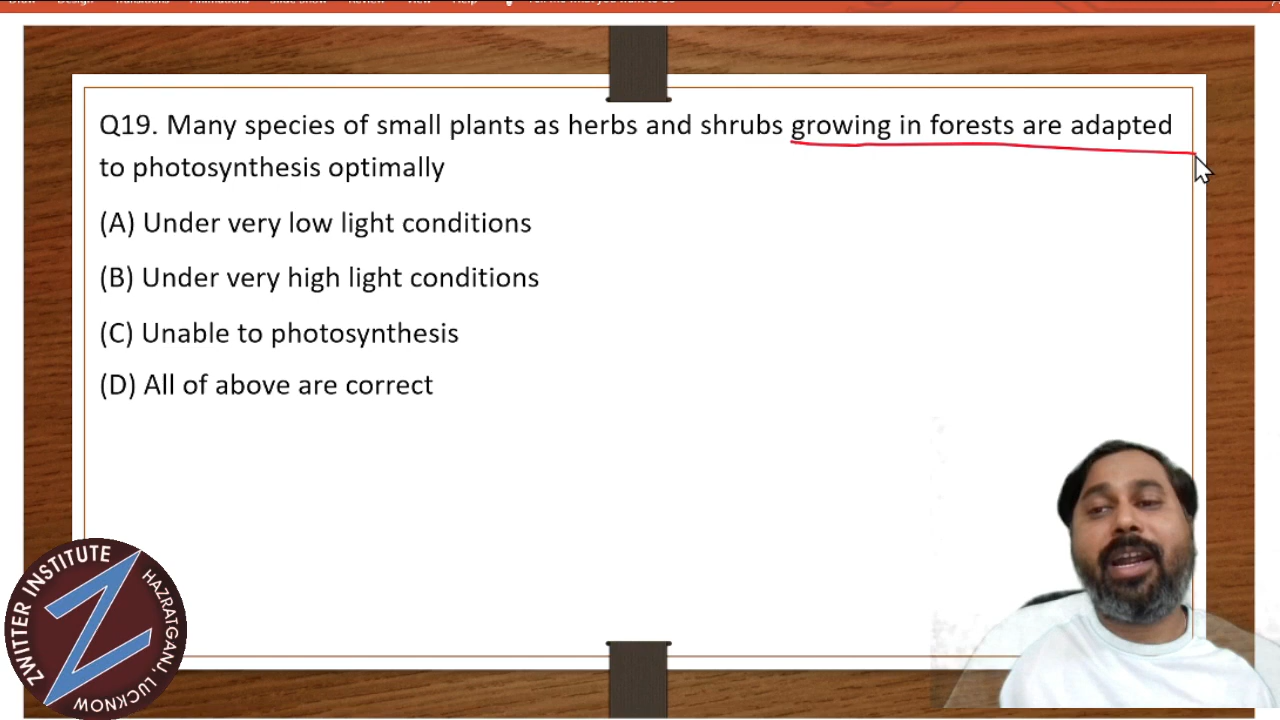 Q19. Many species of small plants as herbs and shrubs growing in forests are adapted
to photosynthesis optimally
(A) Under very low light conditions
(B) Under very high light conditions
(C) Unable to photosynthesis
(D) All of above are correct
ZWITTER INSTITUTE
HAZRATGANJ, LUCKNOW